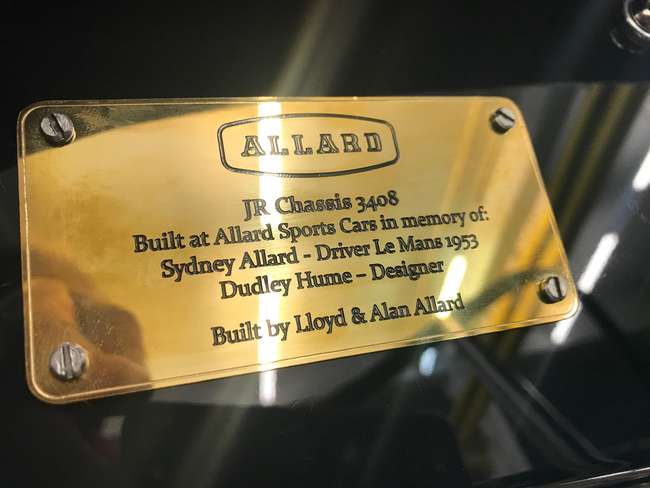 ALLARD
JR Chassis 3408
Built at Allard Sports Cars in memory of:
Sydney Allard - Driver Le Mans 1953
Dudley Hume – Designer
Built by Lloyd & Alan Allard